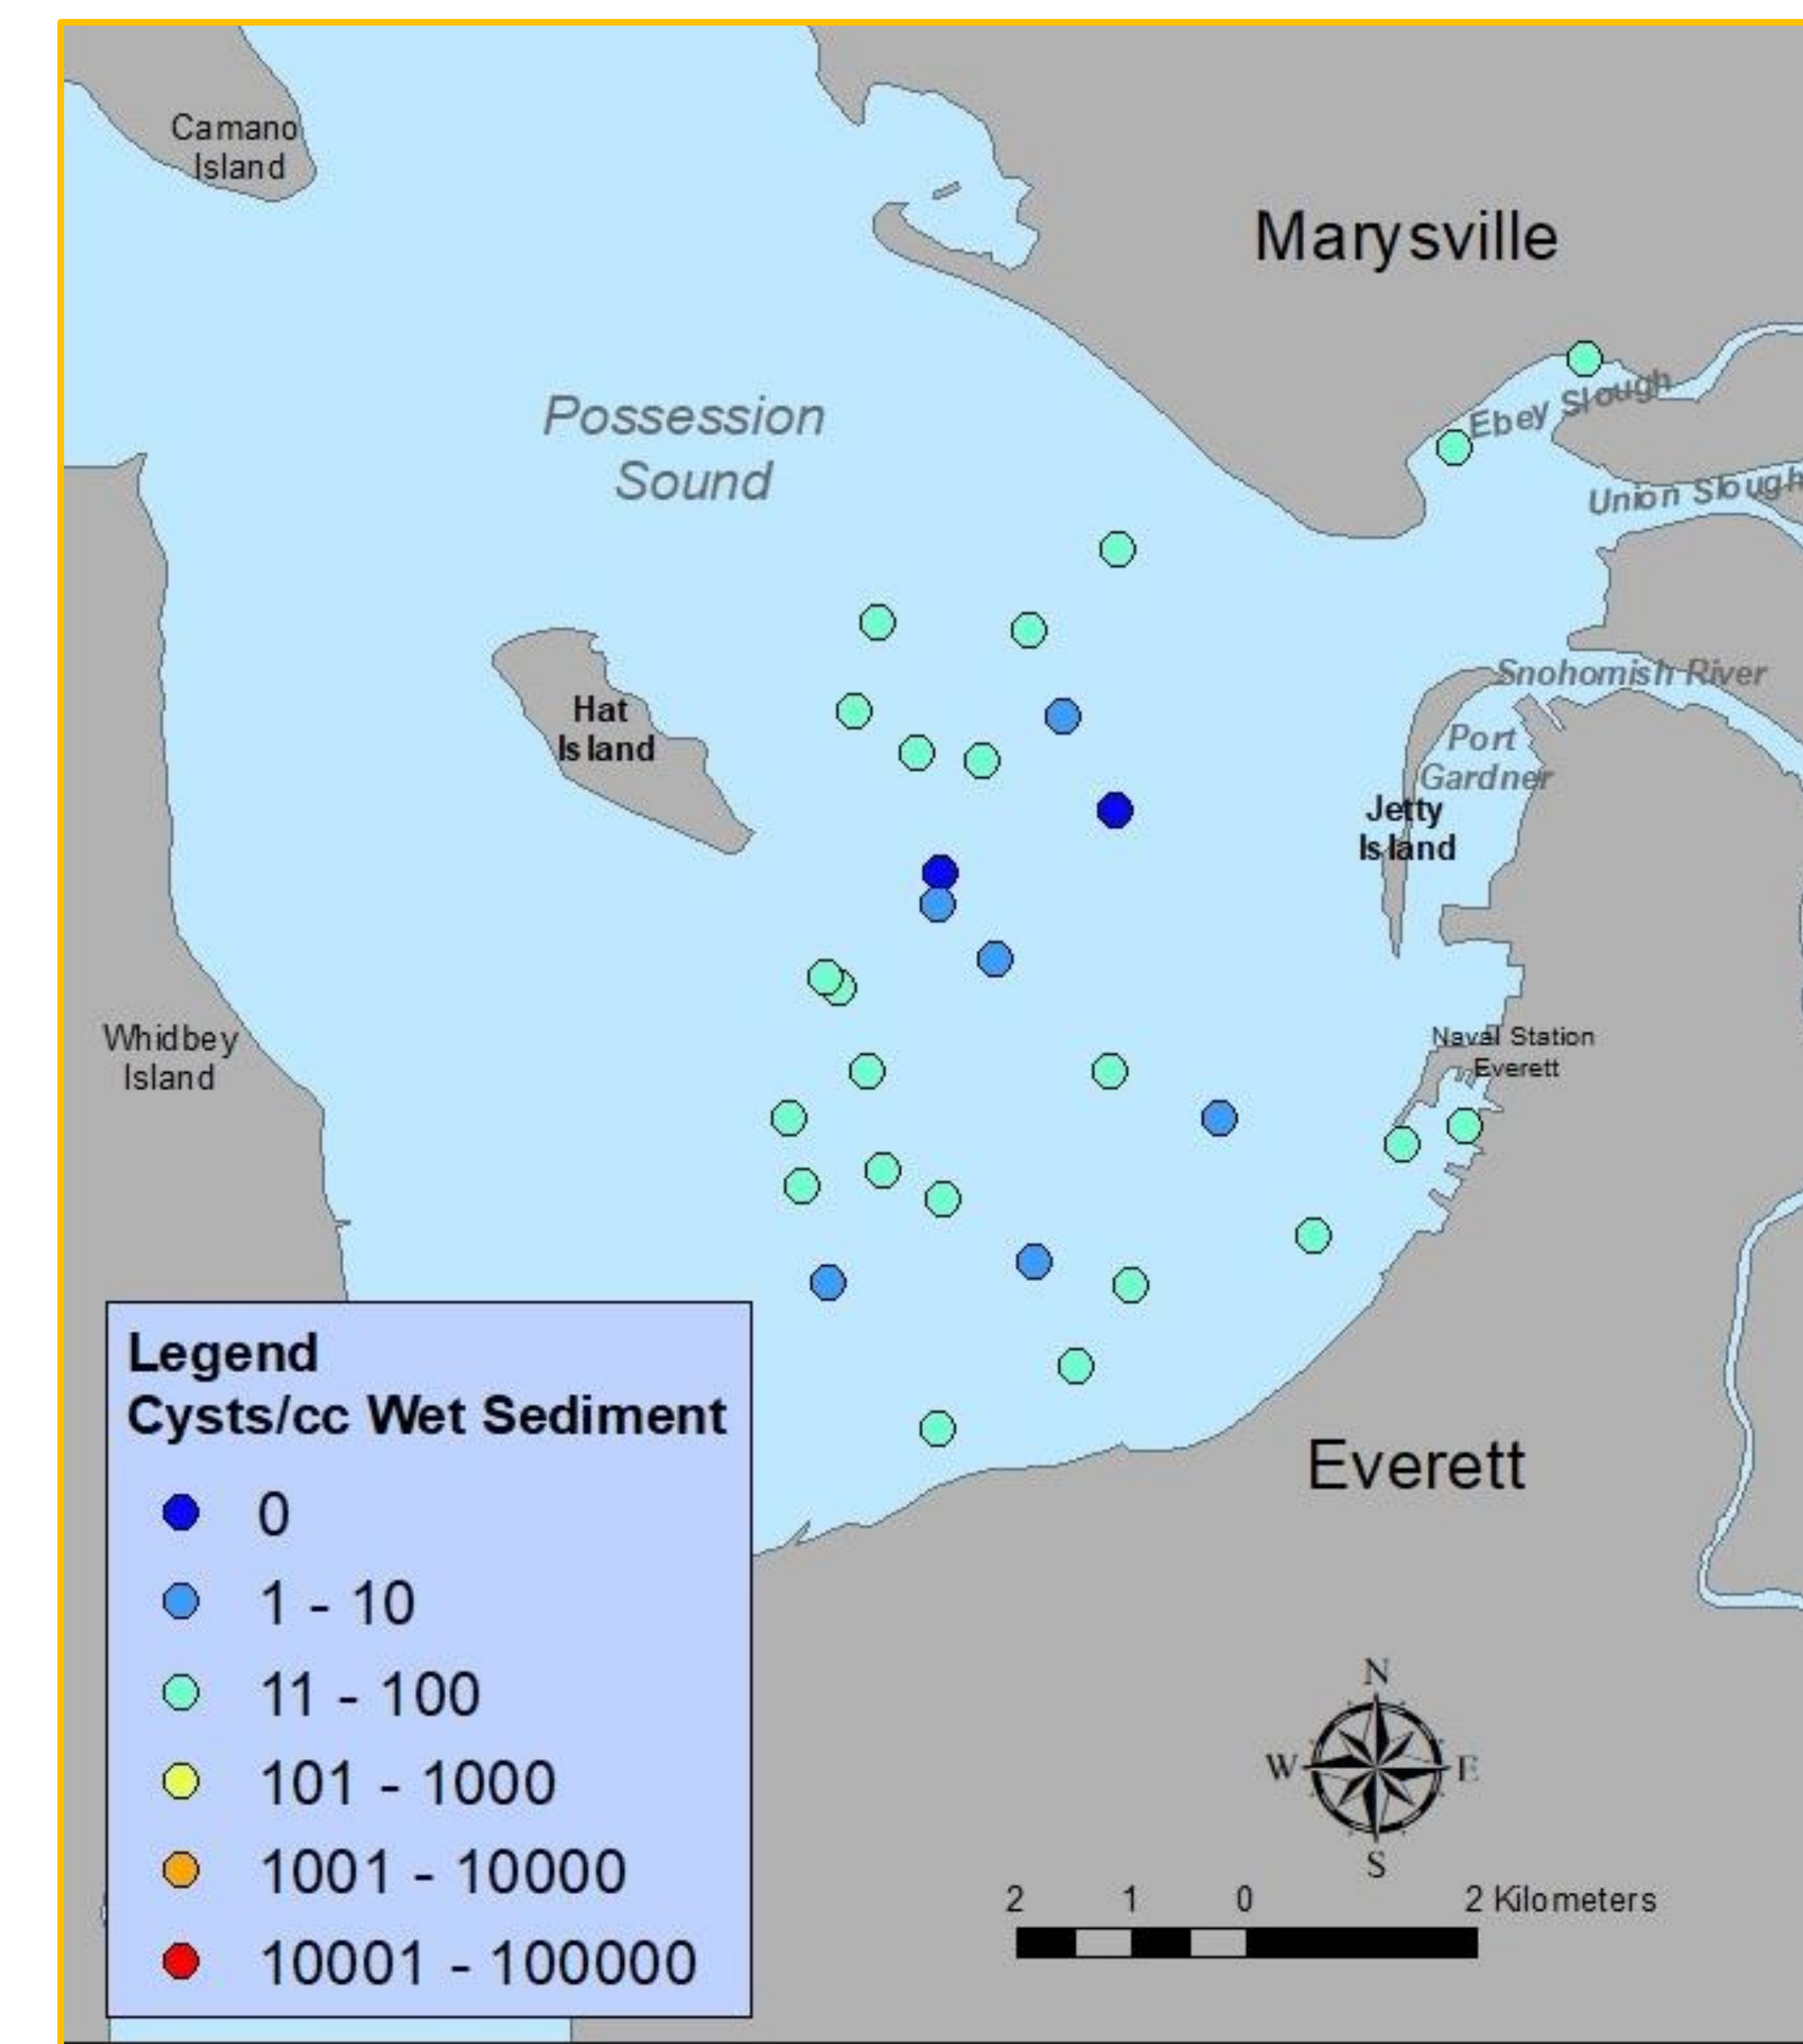 Camano
Island
Marysville
Possession
Sound
Ebey Slough
Union Slough
Snohomish River
Hat
Island
Port
Gardner
Jetty
Island
Whidbey
Island
Naval Station
Everett
Legend
Cysts/cc Wet Sediment
0
1 - 10
11 - 100
101 - 1000
1001 - 10000
10001 - 100000
Everett
N
W E
S
2 1 0 2 Kilometers